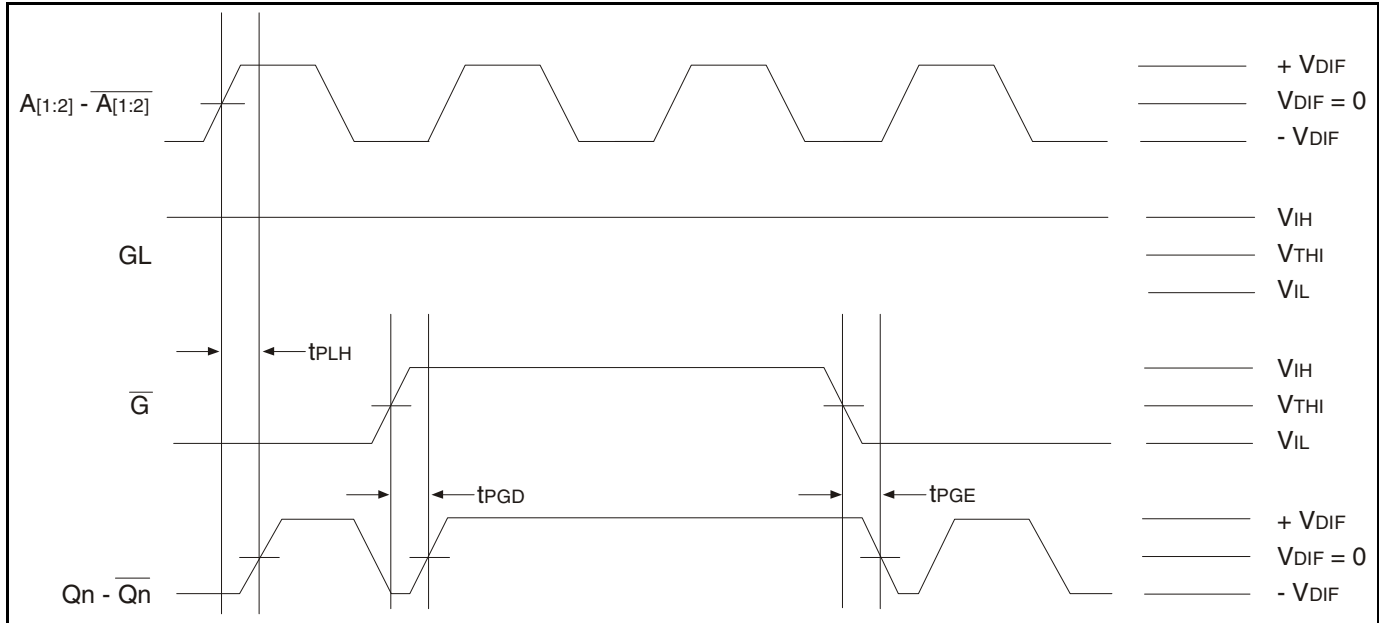 + VDIF
A[1:2] - A[1:2]
VDIF = 0
- VDIF
VIH
GL
VTHI
VIL
tPLH
VIH
G
VTHI
VIL
tPGD
tPGE
+ VDIF
VDIF = 0
Qn - Qn
- VDIF